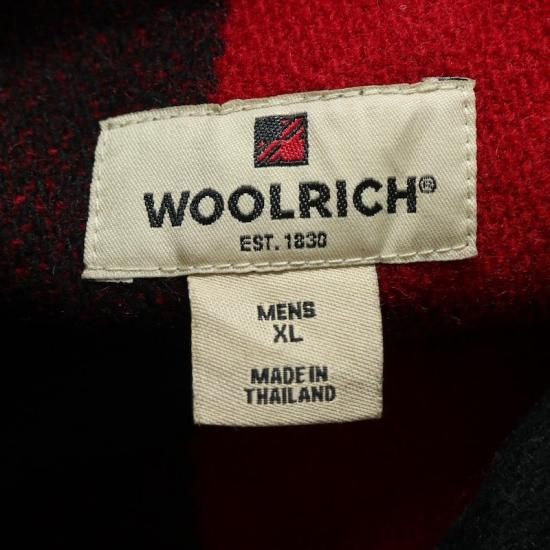 WOOLRICH®
EST. 1830
MENS
XL
MADE IN
THAILAND